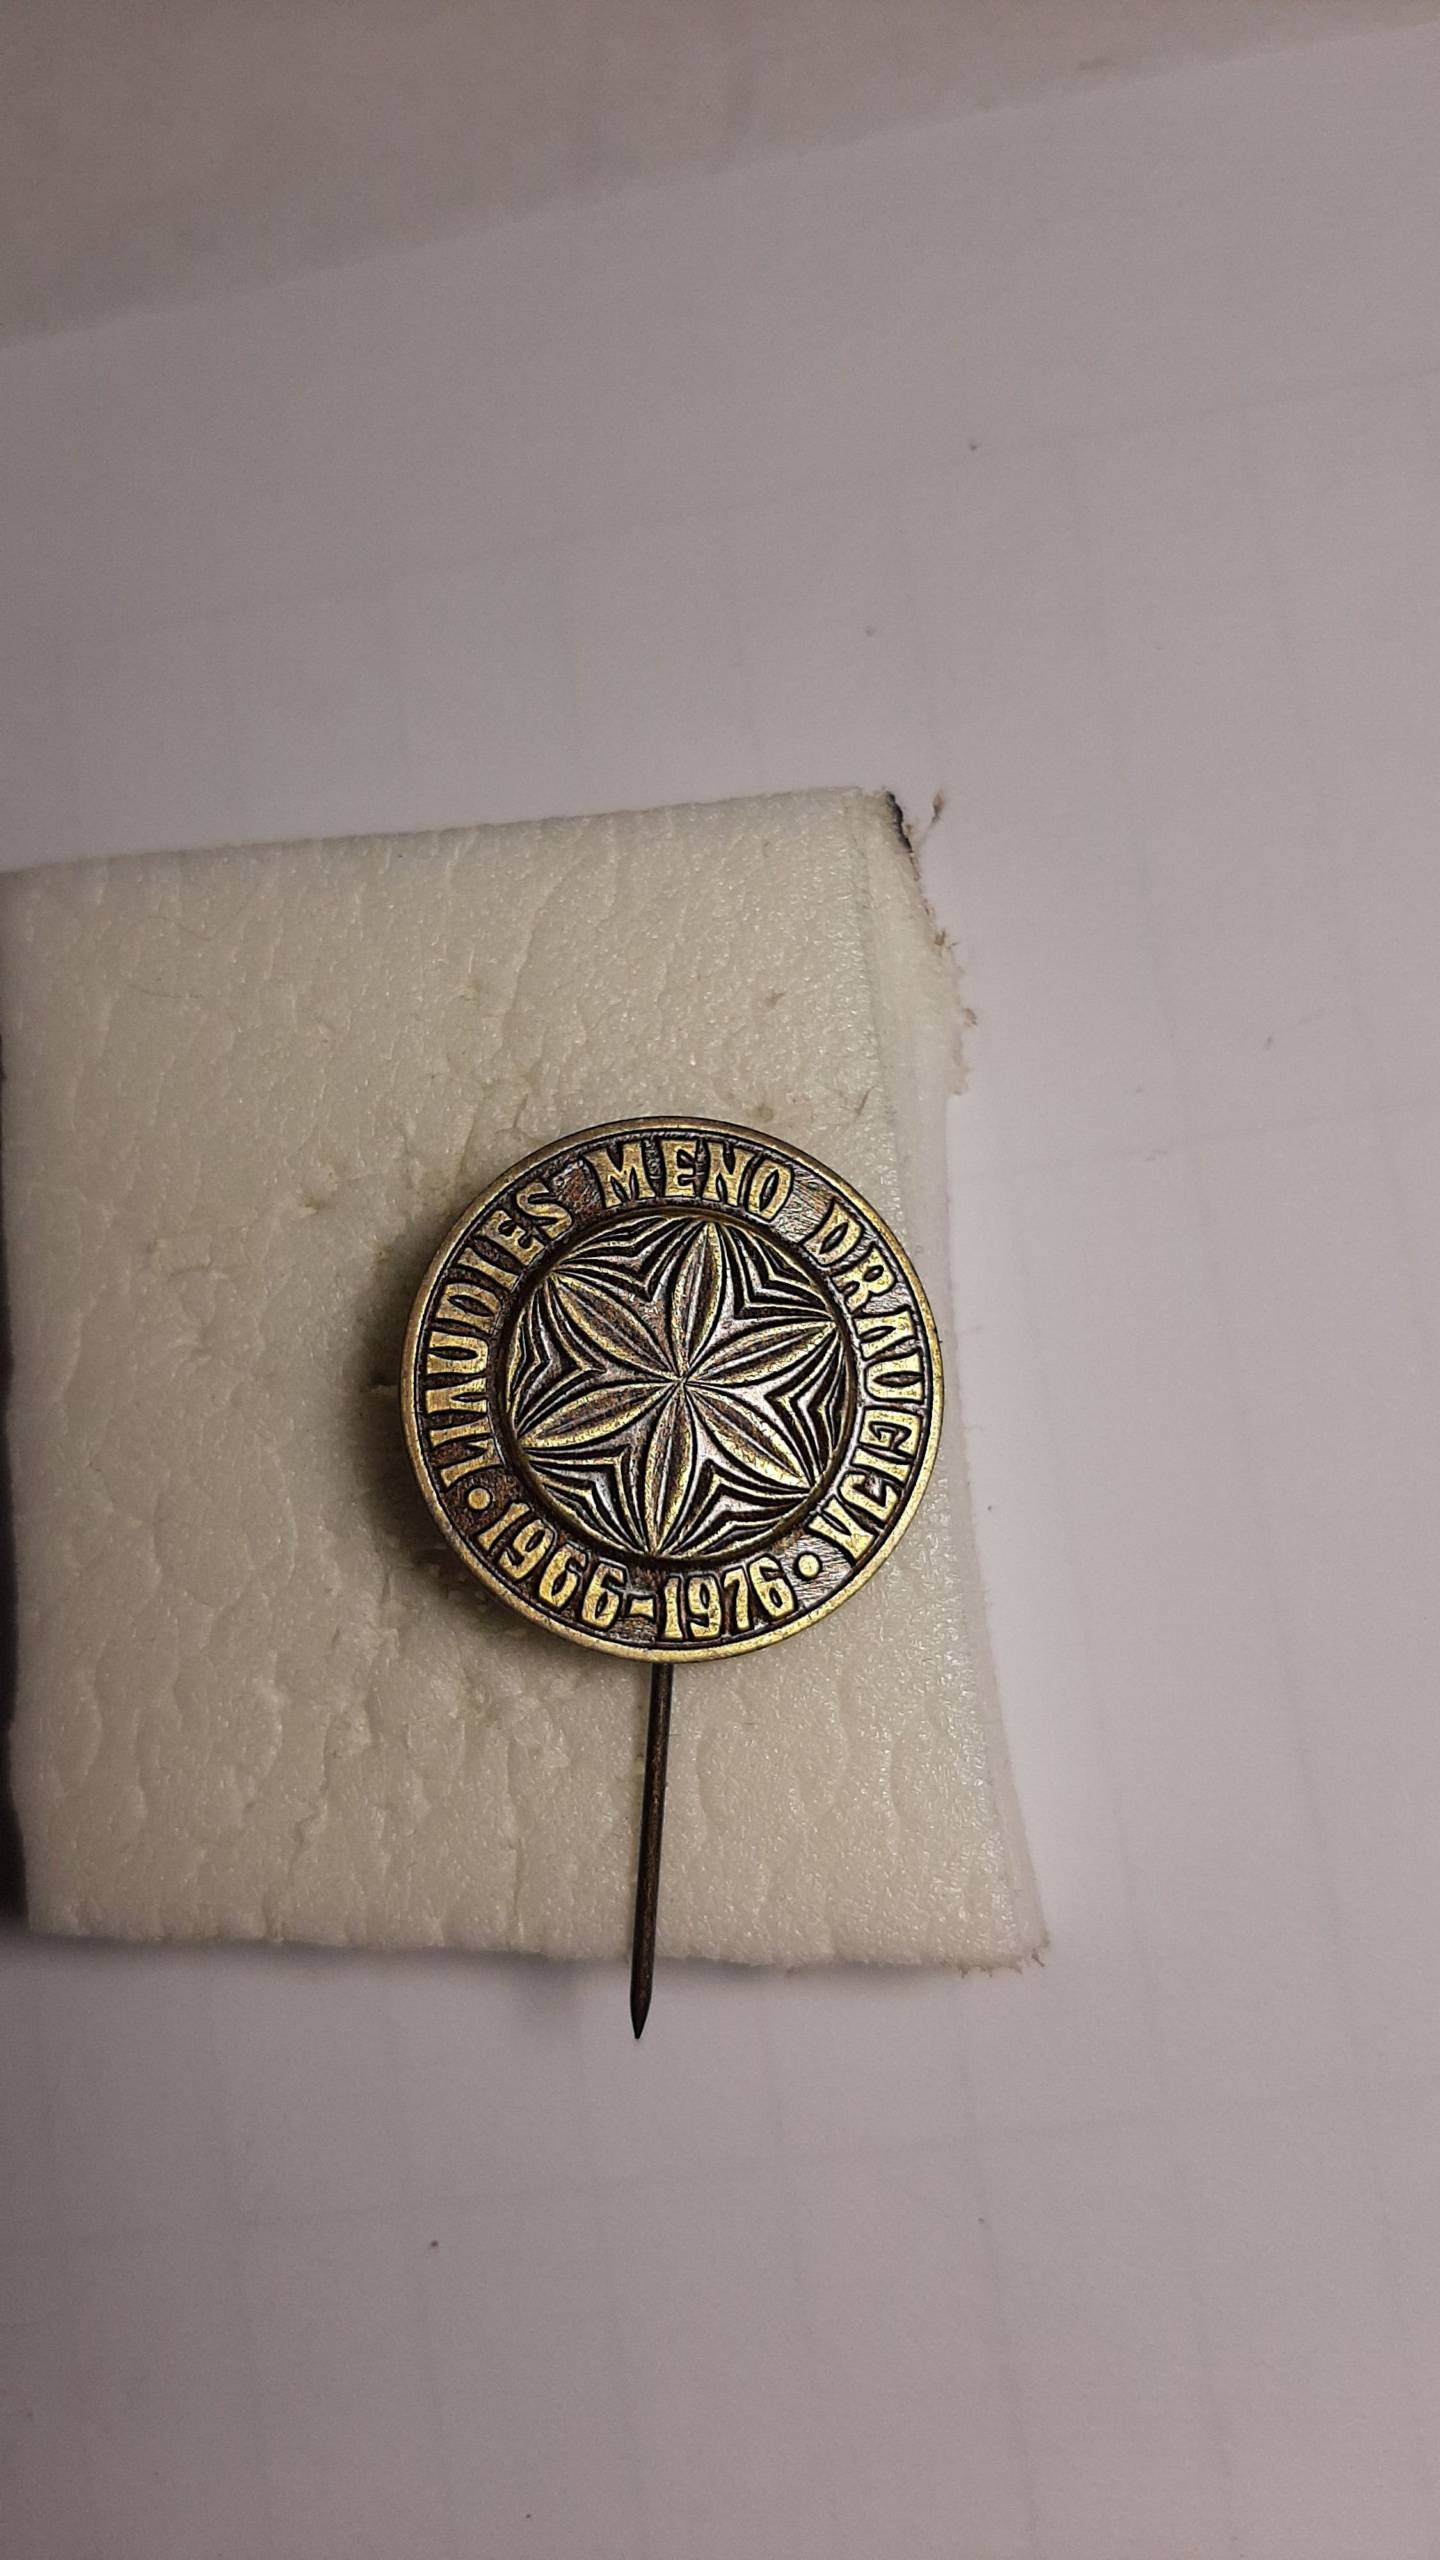 LIAUDIES MENO DRAUGIJA
• 1966-1976 •